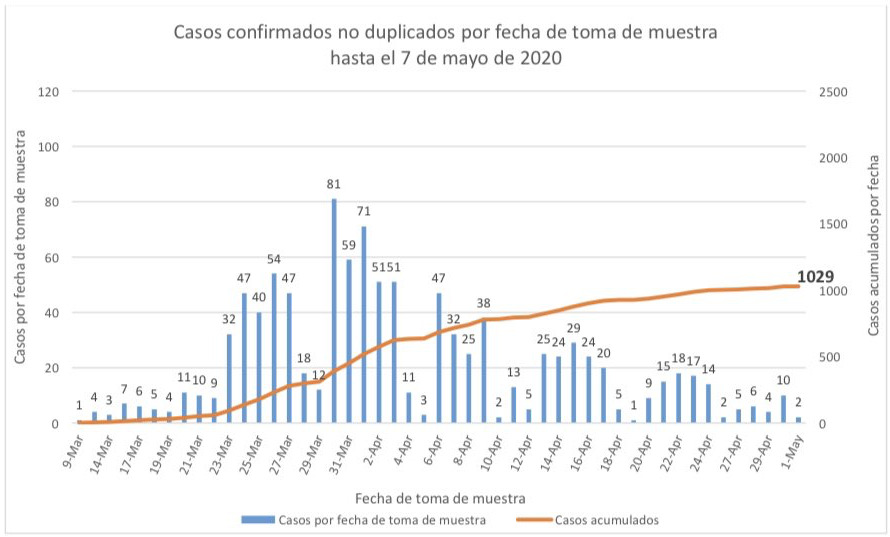 Casos confirmados no duplicados por fecha de toma de muestra
hasta el 7 de mayo de 2020
Casos por fecha de toma de muestra
120
100
80
60
40
20
0
2500
2000
1500
1000
500
0
Casos acumulados por fecha
1
4
3
7
6
5
4
11
10
9
32
47
40
54
47
18
12
81
59
71
51
51
11
3
47
32
25
38
2
13
5
25
24
29
24
20
5
1
9
15
18
17
14
2
5
6
4
10
2
1029
9-Mar
14-Mar
17-Mar
19-Mar
21-Mar
23-Mar
25-Mar
27-Mar
29-Mar
31-Mar
2-Apr
4-Apr
6-Apr
8-Apr
10-Apr
12-Apr
14-Apr
16-Apr
18-Apr
20-Apr
22-Apr
24-Apr
27-Apr
29-Apr
1-May
Fecha de toma de muestra
Casos por fecha de toma de muestra
Casos acumulados